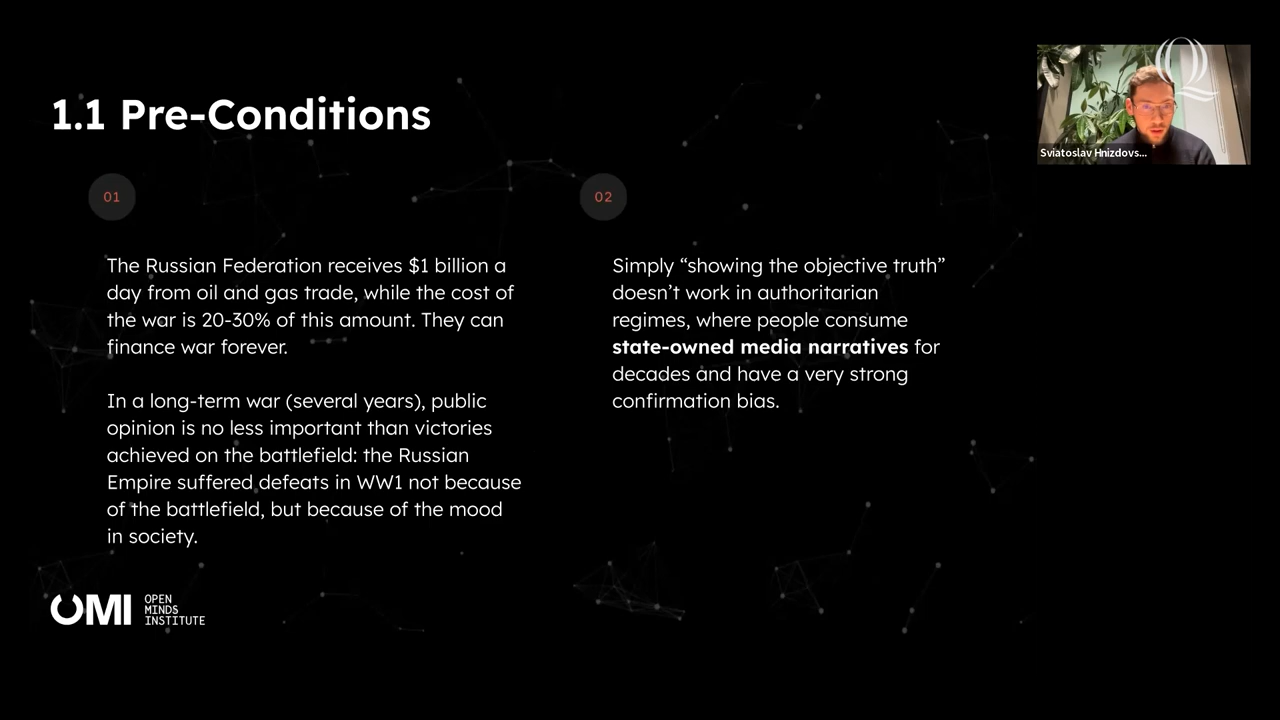 1.1 Pre-Conditions
Sviatoslav Hnizdovs...
01
The Russian Federation receives $1 billion a
day from oil and gas trade, while the cost of
the war is 20-30% of this amount. They can
finance war forever.
In a long-term war (several years), public
opinion is no less important than victories
achieved on the battlefield: the Russian
Empire suffered defeats in WW1 not because
of the battlefield, but because of the mood
in society.
02
Simply “showing the objective truth”
doesn’t work in authoritarian
regimes, where people consume
state-owned media narratives for
decades and have a very strong
confirmation bias.
OMI
OPEN
MINDS
INSTITUTE